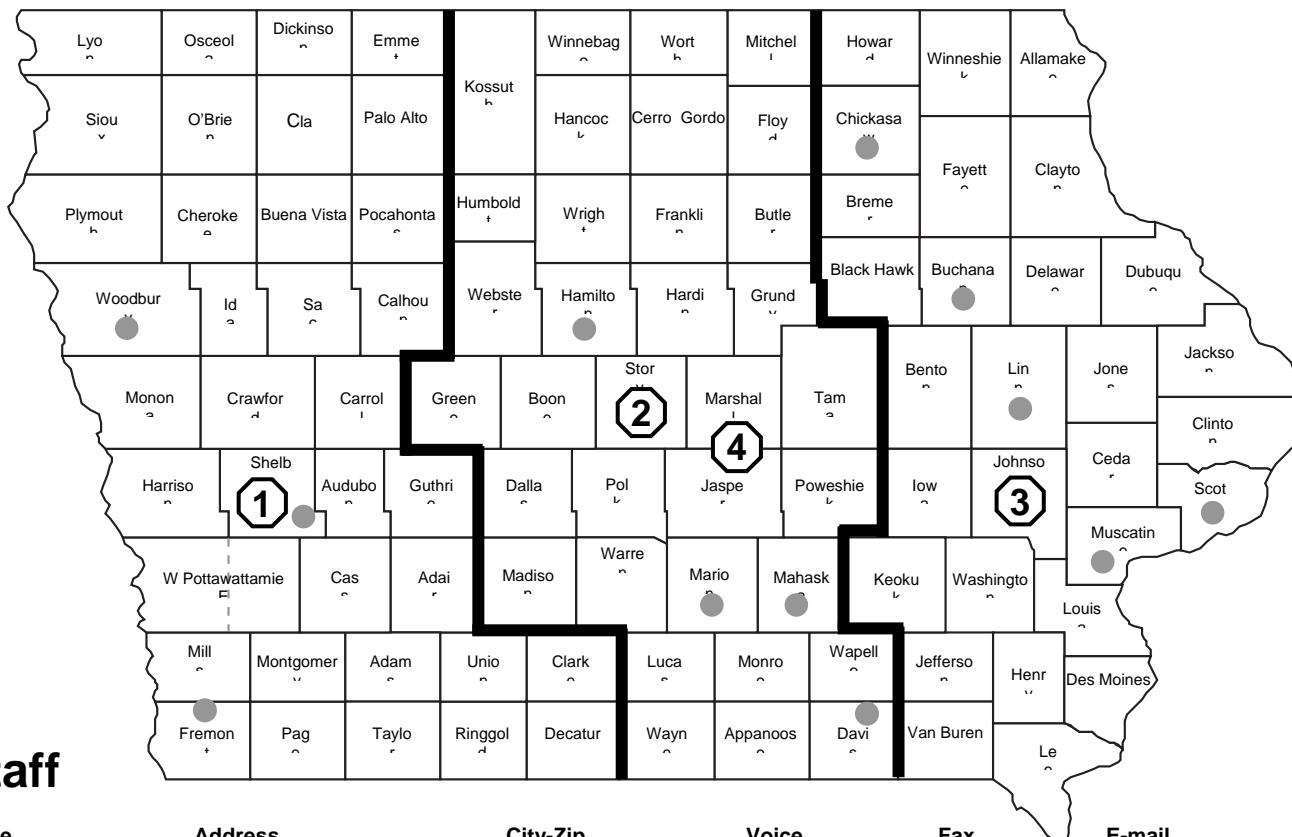 Lyo
n
Osceol
a
Dickinso
n
Emme
t
Kossut
h
Winnebag
o
Wort
h
Mitchel
l
Howar
d
Winneshie
k
Allamake
e
Siou
x
O'Brie
n
Cla
Palo Alto
Hancoc
k
Cerro Gordo
Floy
d
Chickasa
w
Fayett
e
Clayto
n
Plymout
h
Cheroke
e
Buena Vista
Pocahonta
s
Humbold
t
Wrigh
t
Frankli
n
Butle
r
Breme
r
Woodbur
y
Id
a
Sa
c
Calhou
n
Webste
r
Hamilto
n
Hardi
n
Grund
y
Black Hawk
Buchana
n
Delawar
e
Dubuqu
e
Monon
a
Crawfor
d
Carrol
l
Green
e
Boon
e
Stor
y
2
Marshal
l
4
Tam
a
Bento
n
Lin
n
Jone
s
Jackso
n
Clinto
n
Harriso
n
Shelb
1
Audubo
n
Guthri
e
Dalla
s
Pol
k
Jaspe
r
Poweshie
k
Iow
a
Johnso
3
Ceda
r
Scot
Muscatin
e
W Pottawattamie
E
Cas
s
Adai
r
Madiso
n
Warre
n
Mario
n
Mahask
a
Keoku
k
Washingto
n
Louis
a
Mill
s
Montgomer
y
Adam
s
Unio
n
Clark
e
Luca
s
Monro
e
Wapell
o
Jefferso
n
Henr
y
Des Moines
Fremon
t
Pag
e
Taylo
r
Ringgol
d
Decatur
Wayn
e
Appanoos
e
Davi
s
Van Buren
Le
e
taff
e Address City-Zip Voice Fax E-mail